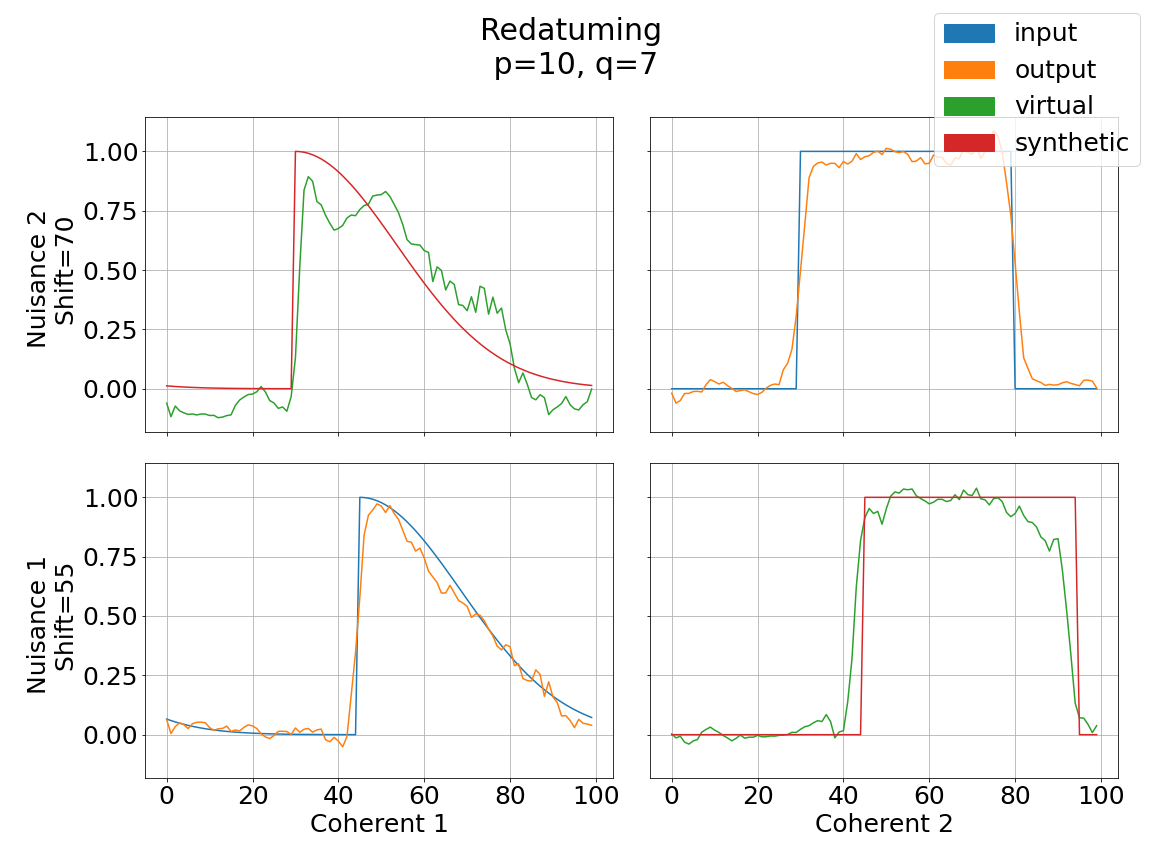 Redatuming
p=10, q=7
input
output
virtual
synthetic
Nuisance 2
Shift=70
1.00
0.75
0.50
0.25
0.00
Nuisance 1
Shift=55
1.00
0.75
0.50
0.25
0.00
0 20 40 60 80 100
0 20 40 60 80 100
Coherent 1
Coherent 2